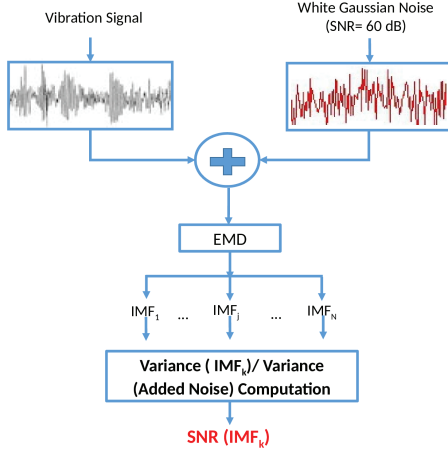 Vibration Signal
White Gaussian Noise
(SNR= 60 dB)
EMD
IMF₁ ... IMFⱼ ... IMF_N
Variance ( IMFₖ)/ Variance
(Added Noise) Computation
SNR (IMFₖ)